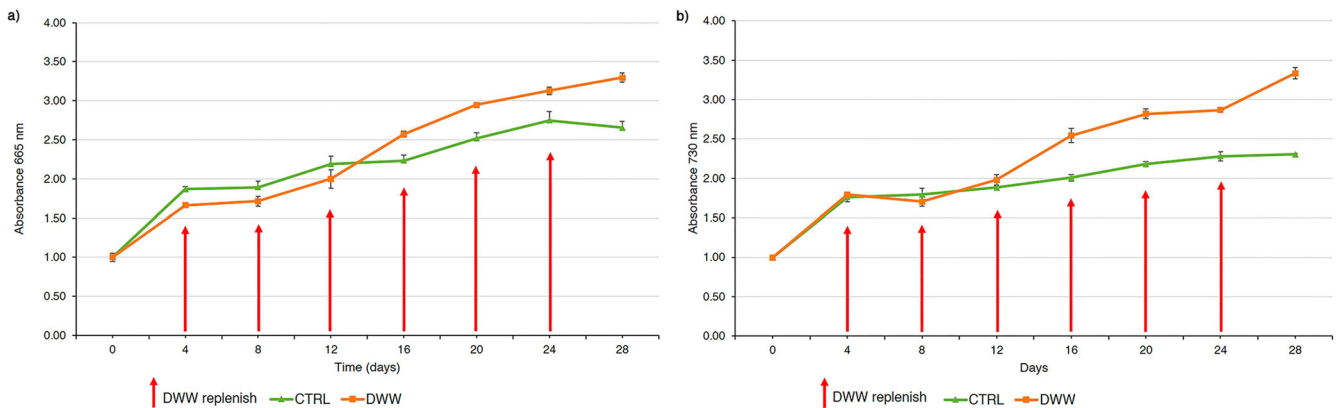 a)
4.00
3.50
3.00
2.50
2.00
1.50
1.00
0.50
0.00
Absorbance 665 nm
0 4 8 12 16 20 24 28
Time (days)
DWW replenish CTRL DWW
b)
4.00
3.50
3.00
2.50
2.00
1.50
1.00
0.50
0.00
Absorbance 730 nm
0 4 8 12 16 20 24 28
Days
DWW replenish CTRL DWW